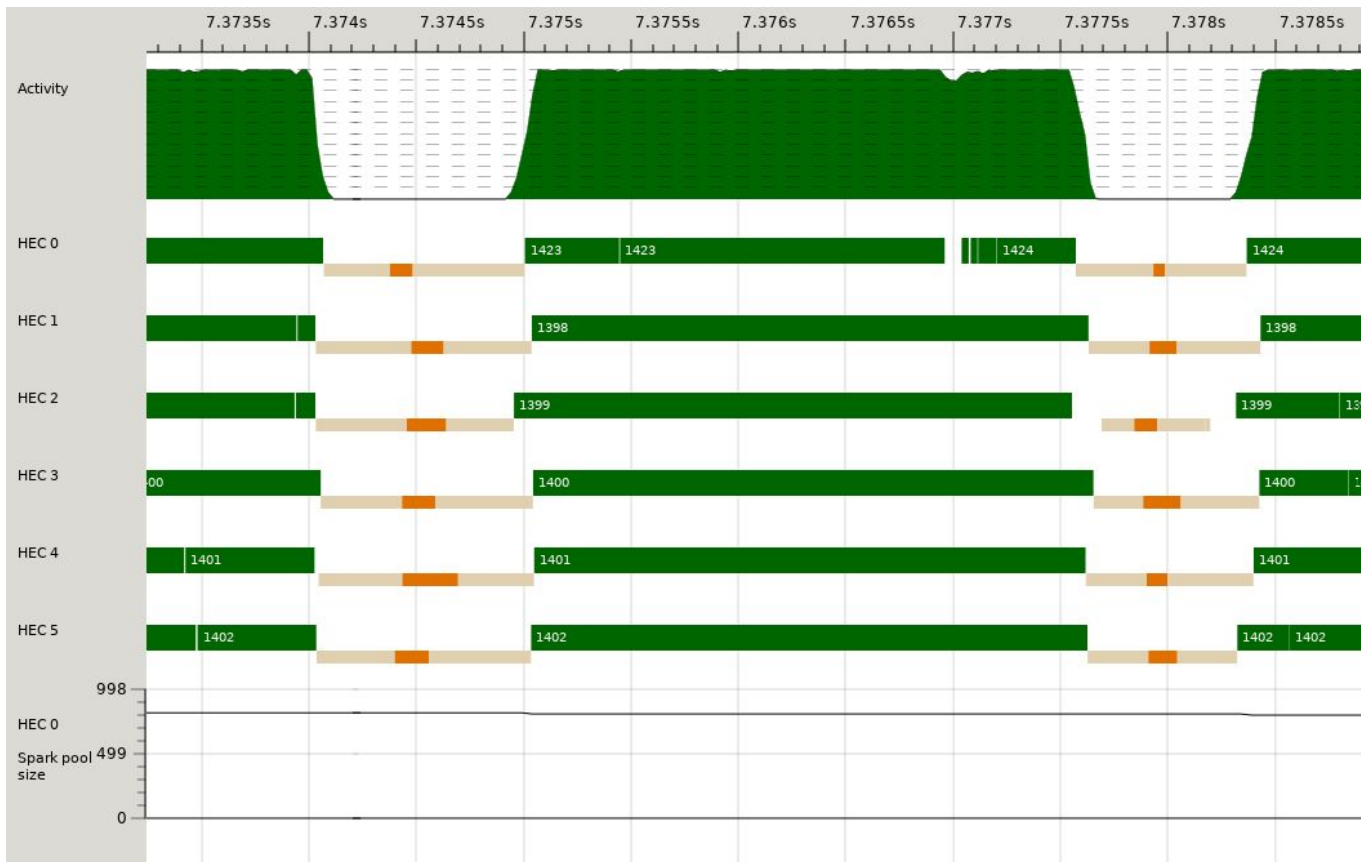 7.3735s 7.374s 7.3745s 7.375s 7.3755s 7.376s 7.3765s 7.377s 7.3775s 7.378s 7.3785s
Activity
HEC 0
1423 1423 1424 1424
HEC 1
1398 1398
HEC 2
1399 1399 139
HEC 3
00 1400 1400 1
HEC 4
1401 1401 1401
HEC 5
1402 1402 1402 1402
998
HEC 0
Spark pool
size
499
0